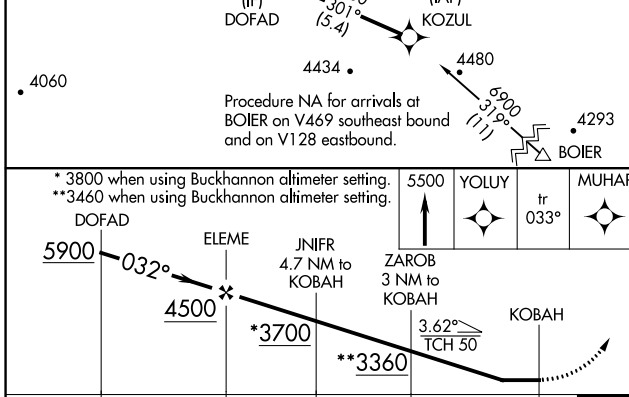 (IF)
DOFAD
301°
(5.4)
(IAF)
KOZUL
4060
4434
4480
6900
319°
(11)
4293
BOIER
Procedure NA for arrivals at
BOIER on V469 southeast bound
and on V128 eastbound.
* 3800 when using Buckhannon altimeter setting.
**3460 when using Buckhannon altimeter setting.
5500
YOLUY
tr
033°
MUHAF
DOFAD
5900
032°
ELEME
4500
JNIFR
4.7 NM to
KOBAH
*3700
ZAROB
3 NM to
KOBAH
**3360
3.62°
TCH 50
KOBAH